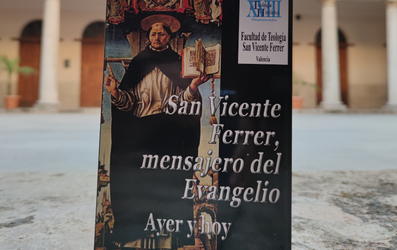 XVIII
Facultad de Teología
San Vicente Ferrer
Valencia
San Vicente
Ferrer,
mensajero del
Evangelio
Ayer y hoy